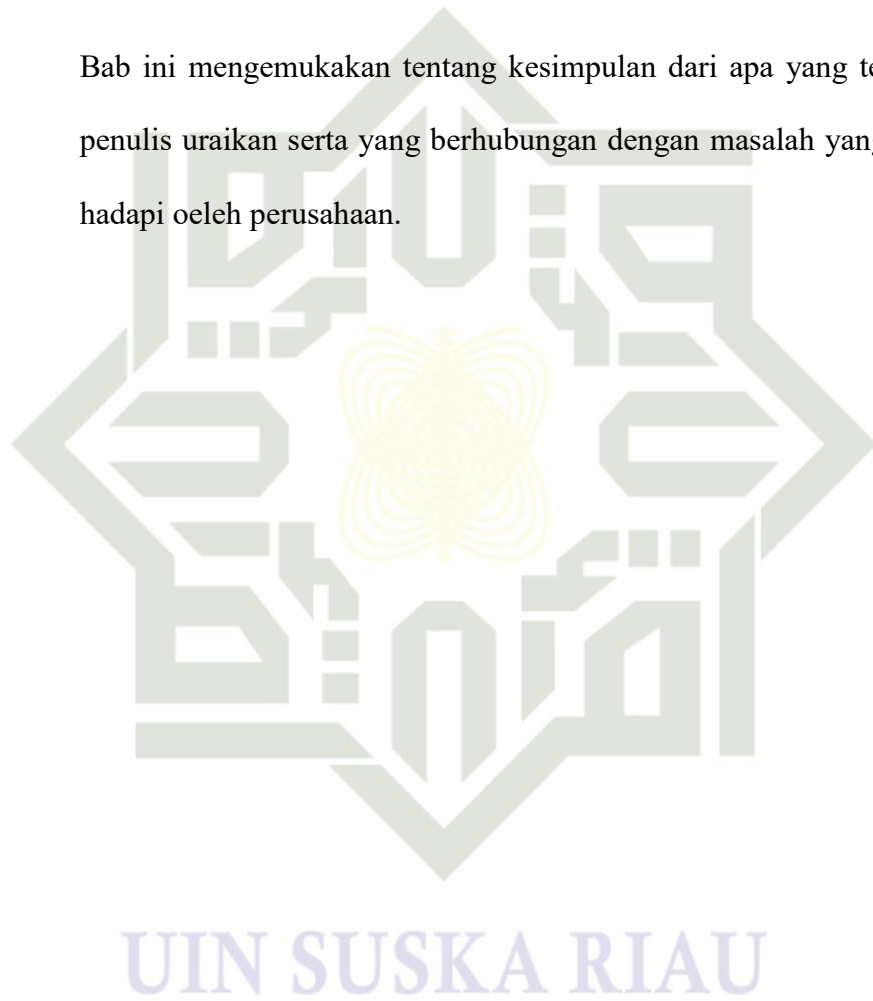 Bab ini mengemukakan tentang kesimpulan dari apa yang te
penulis uraikan serta yang berhubungan dengan masalah yang
hadapi oeleh perusahaan.
UIN SUSKA RIAU